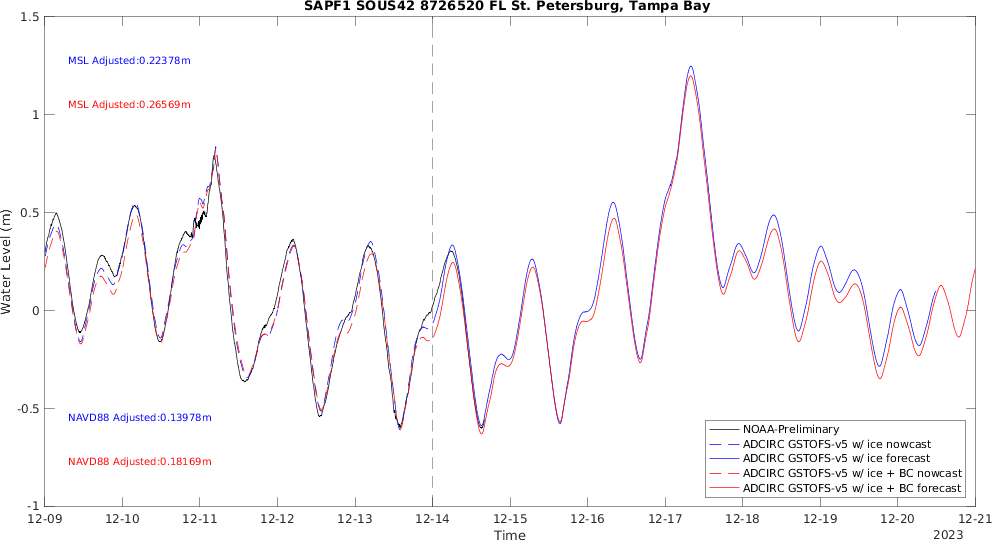 SAPF1 SOUS42 8726520 FL St. Petersburg, Tampa Bay
1.5
1
0.5
0
-0.5
-1
Water Level (m)
MSL Adjusted:0.22378m
MSL Adjusted:0.26569m
NAVD88 Adjusted:0.13978m
NAVD88 Adjusted:0.18169m
NOAA-Preliminary
ADCIRC GSTOFS-v5 w/ ice nowcast
ADCIRC GSTOFS-v5 w/ ice forecast
ADCIRC GSTOFS-v5 w/ ice + BC nowcast
ADCIRC GSTOFS-v5 w/ ice + BC forecast
12-09 12-10 12-11 12-12 12-13 12-14 12-15 12-16 12-17 12-18 12-19 12-20 12-21
Time
2023